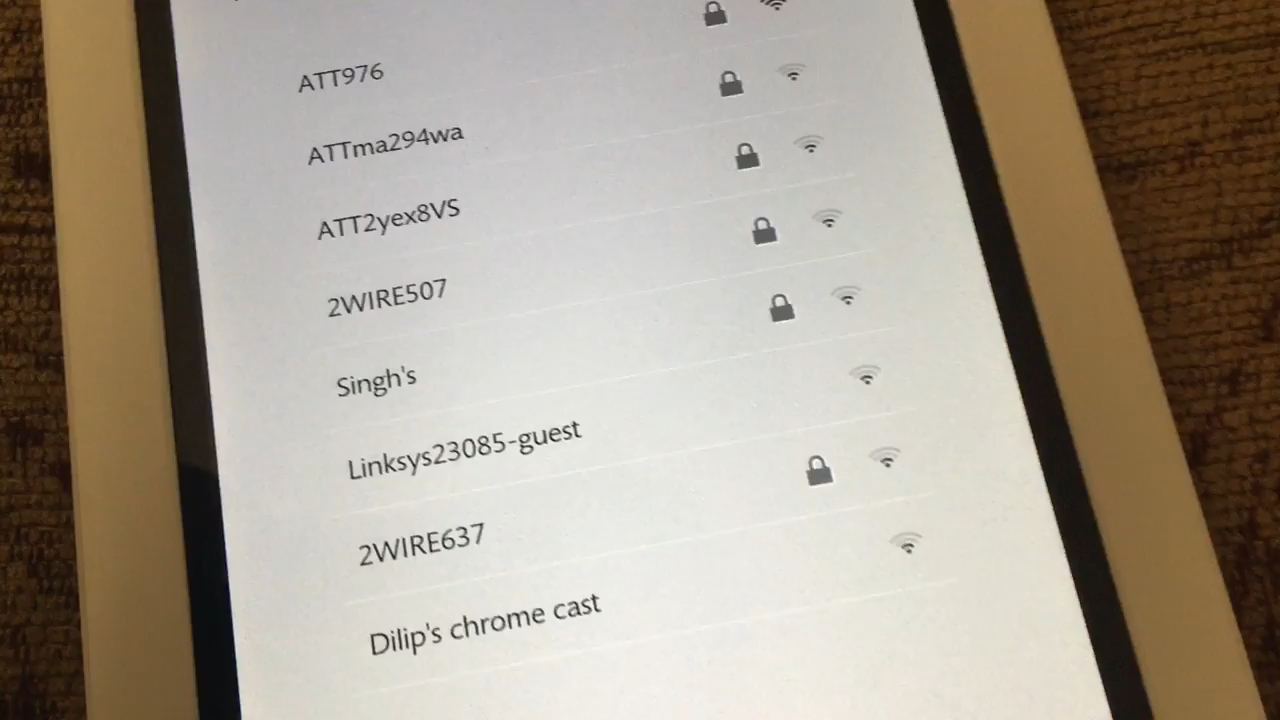 ATT976
ATTma294wa
ATT2yex8VS
2WIRE507
Singh's
Linksys23085-guest
2WIRE637
Dilip's chrome cast